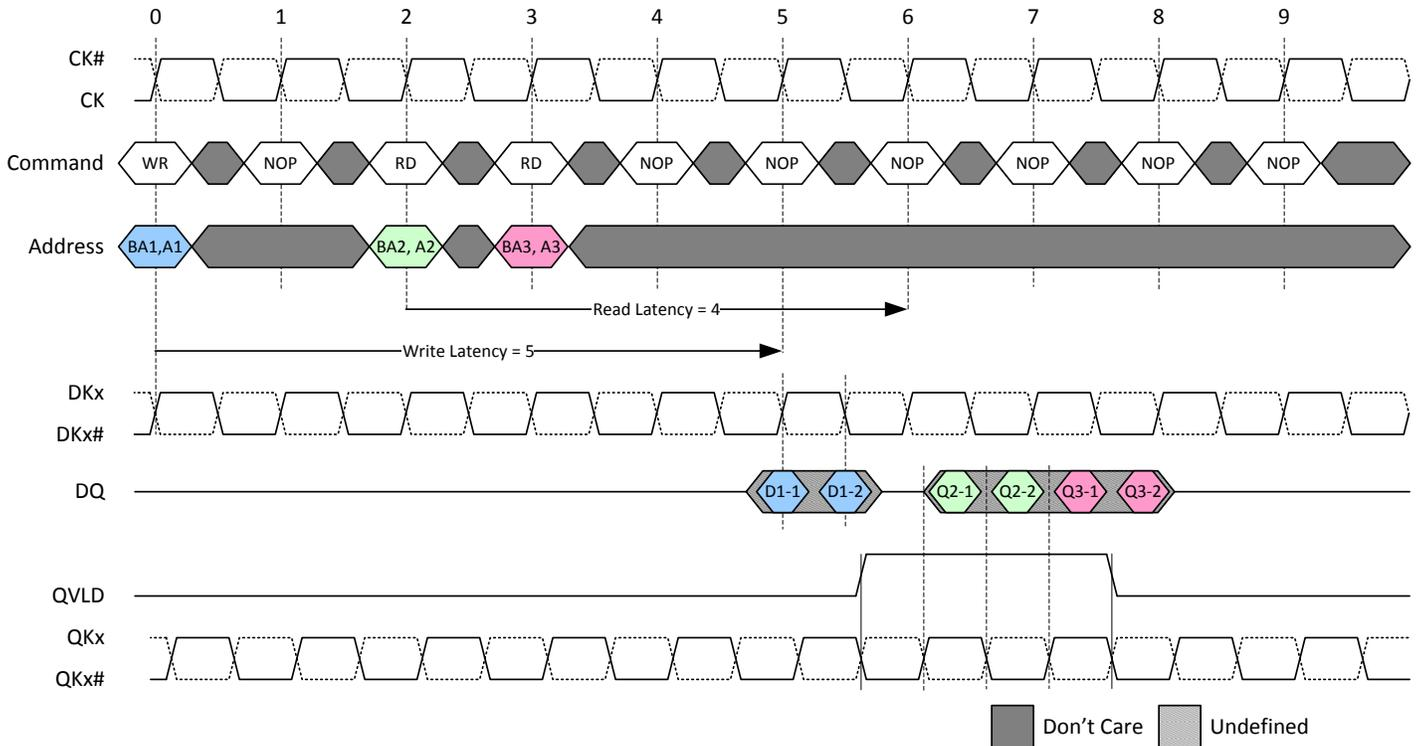 0 1 2 3 4 5 6 7 8 9
CK#
CK
Command WR NOP RD RD NOP NOP NOP NOP NOP NOP
Address BA1,A1 BA2, A2 BA3, A3
Read Latency = 4
Write Latency = 5
DKx
DKx#
DQ D1-1 D1-2 Q2-1 Q2-2 Q3-1 Q3-2
QVLD
QKx
QKx#
Don't Care Undefined